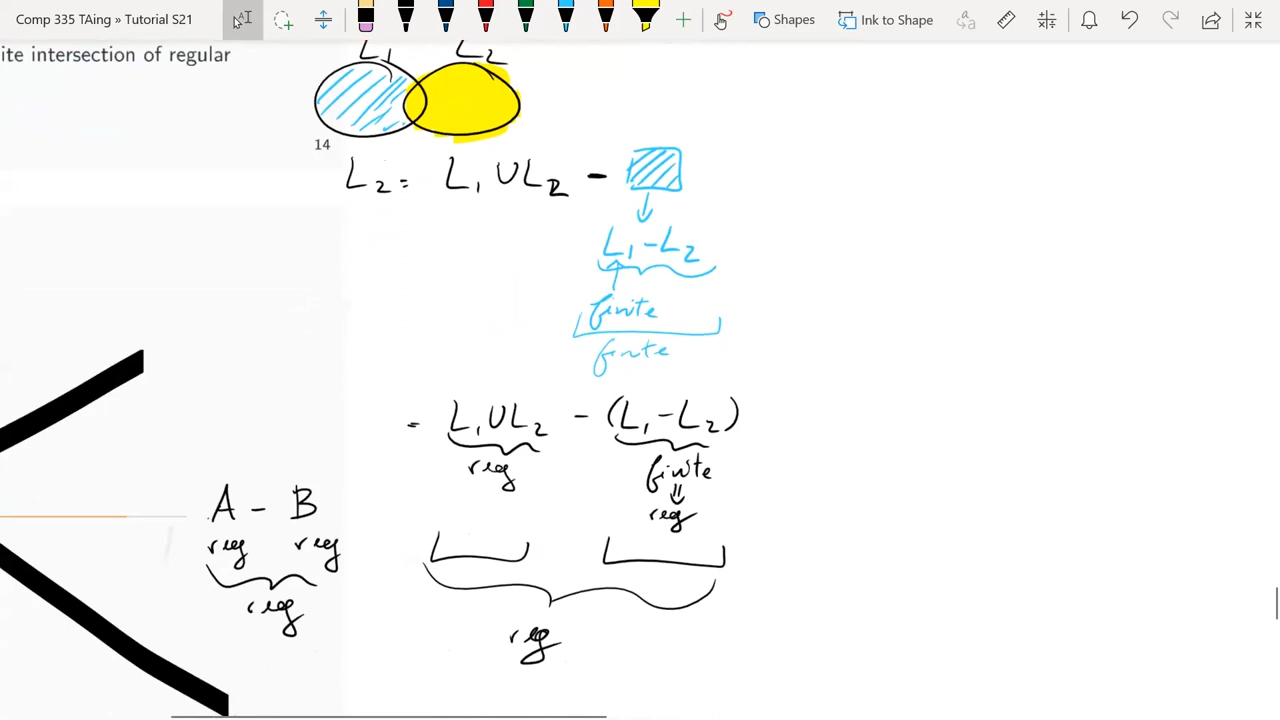 Comp 335 TAing » Tutorial S21
Shapes
Ink to Shape
ite intersection of regular
L1 L2
14
L2 = L1 ∪ L2 -
L1 - L2
finite
finite
= L1 ∪ L2 - (L1 - L2)
reg finite
⇓
reg
A - B
reg reg
reg
reg